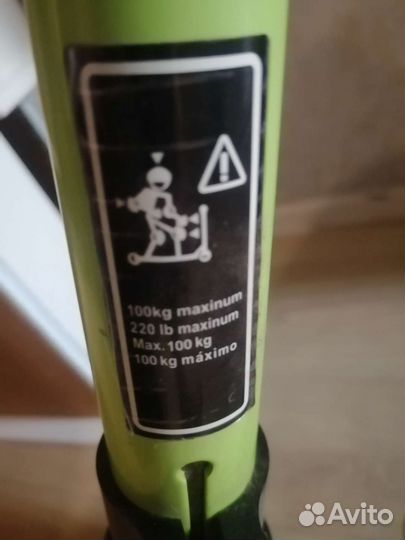 100kg maxinum
220 lb maxinum
Max. 100 kg
100 kg máximo
Avito